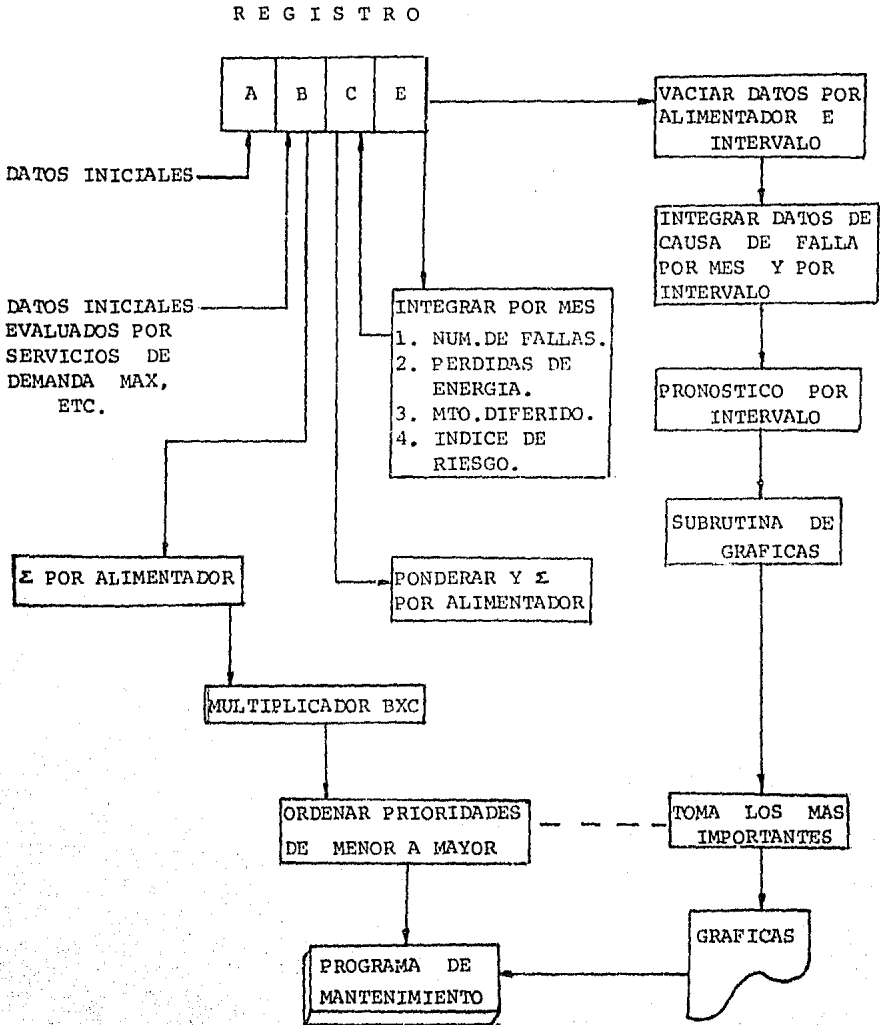 R E G I S T R O
A B C E
DATOS INICIALES
DATOS INICIALES
EVALUADOS POR
SERVICIOS DE
DEMANDA MAX,
ETC.
INTEGRAR POR MES
1. NUM.DE FALLAS.
2. PERDIDAS DE
ENERGIA.
3. MTO.DIFERIDO.
4. INDICE DE
RIESGO.
VACIAR DATOS POR
ALIMENTADOR E
INTERVALO
INTEGRAR DATOS DE
CAUSA DE FALLA
POR MES Y POR
INTERVALO
PRONOSTICO POR
INTERVALO
SUBRUTINA DE
GRAFICAS
Σ POR ALIMENTADOR
PONDERAR Y Σ
POR ALIMENTADOR
MULTIPLICADOR BXC
ORDENAR PRIORIDADES
DE MENOR A MAYOR
TOMA LOS MAS
IMPORTANTES
GRAFICAS
PROGRAMA DE
MANTENIMIENTO